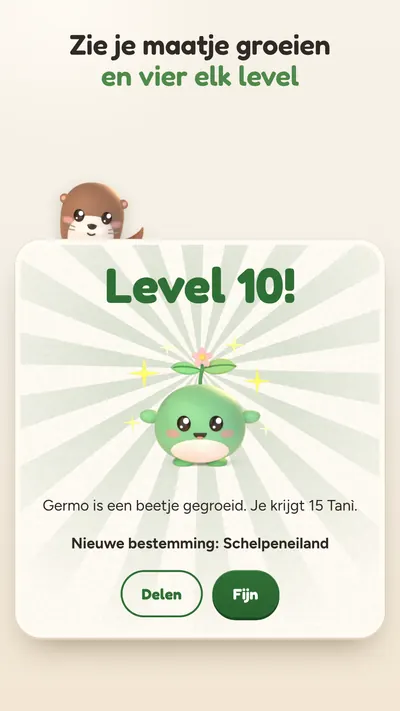 Zie je maatje groeien
en vier elk level
Level 10!
Germo is een beetje gegroeid. Je krijgt 15 Tanì.
Nieuwe bestemming: Schelpeneiland
Delen
Fijn